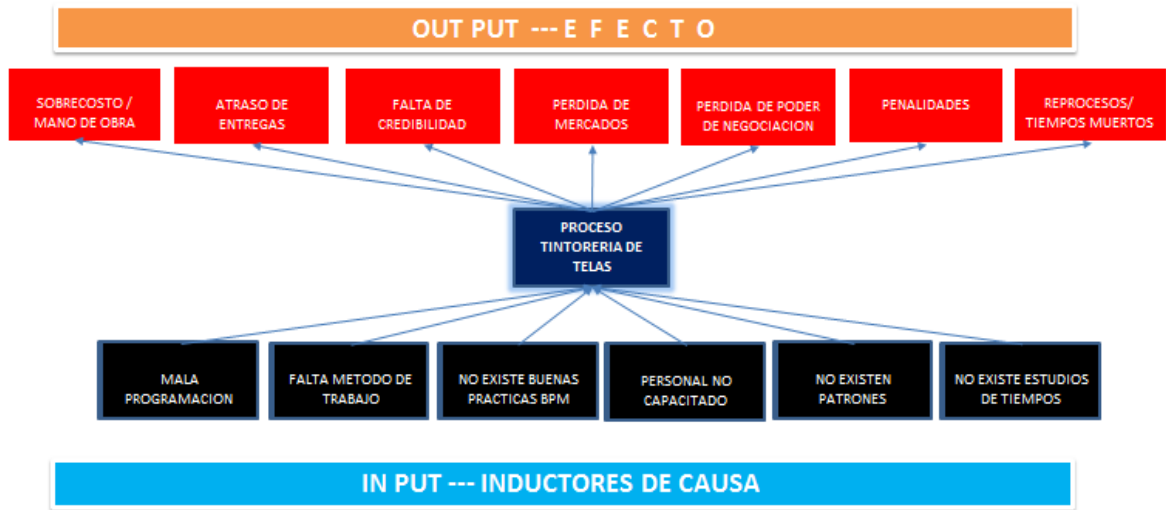 OUT PUT --- E F E C T O
SOBRECOSTO /
MANO DE OBRA
ATRASO DE
ENTREGAS
FALTA DE
CREDIBILIDAD
PERDIDA DE
MERCADOS
PERDIDA DE PODER
DE NEGOCIACION
PENALIDADES
REPROCESOS/
TIEMPOS MUERTOS
PROCESO
TINTORERIA DE
TELAS
MALA
PROGRAMACION
FALTA METODO DE
TRABAJO
NO EXISTE BUENAS
PRACTICAS BPM
PERSONAL NO
CAPACITADO
NO EXISTEN
PATRONES
NO EXISTE ESTUDIOS
DE TIEMPOS
IN PUT --- INDUCTORES DE CAUSA